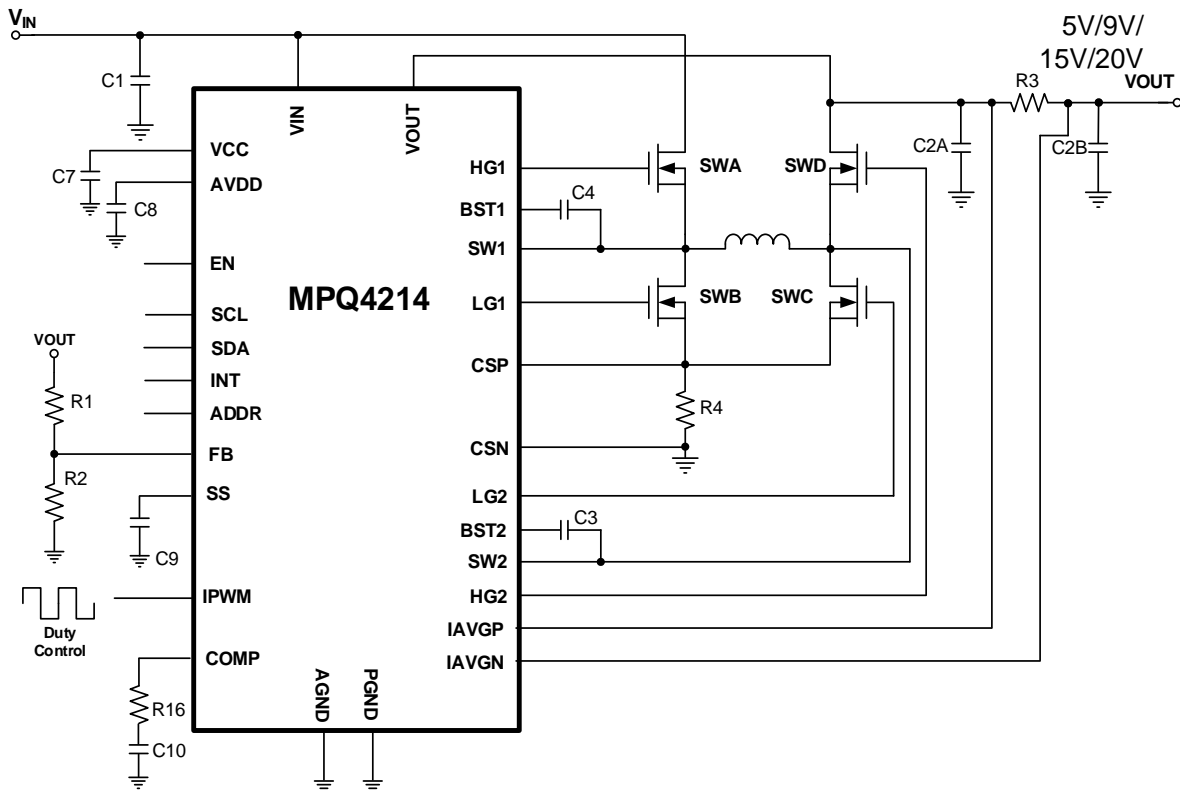 VIN
5V/9V/
15V/20V
VOUT
R3
C1
VIN
VOUT
C2A
C2B
VCC
C7
AVDD
C8
HG1
SWA
SWD
BST1
C4
SW1
EN
MPQ4214
LG1
SWB
SWC
SCL
VOUT
SDA
CSP
INT
R1
ADDR
R4
FB
CSN
R2
SS
LG2
BST2
C3
C9
SW2
IPWM
HG2
Duty
Control
IAVGP
COMP
IAVGN
R16
AGND
PGND
C10